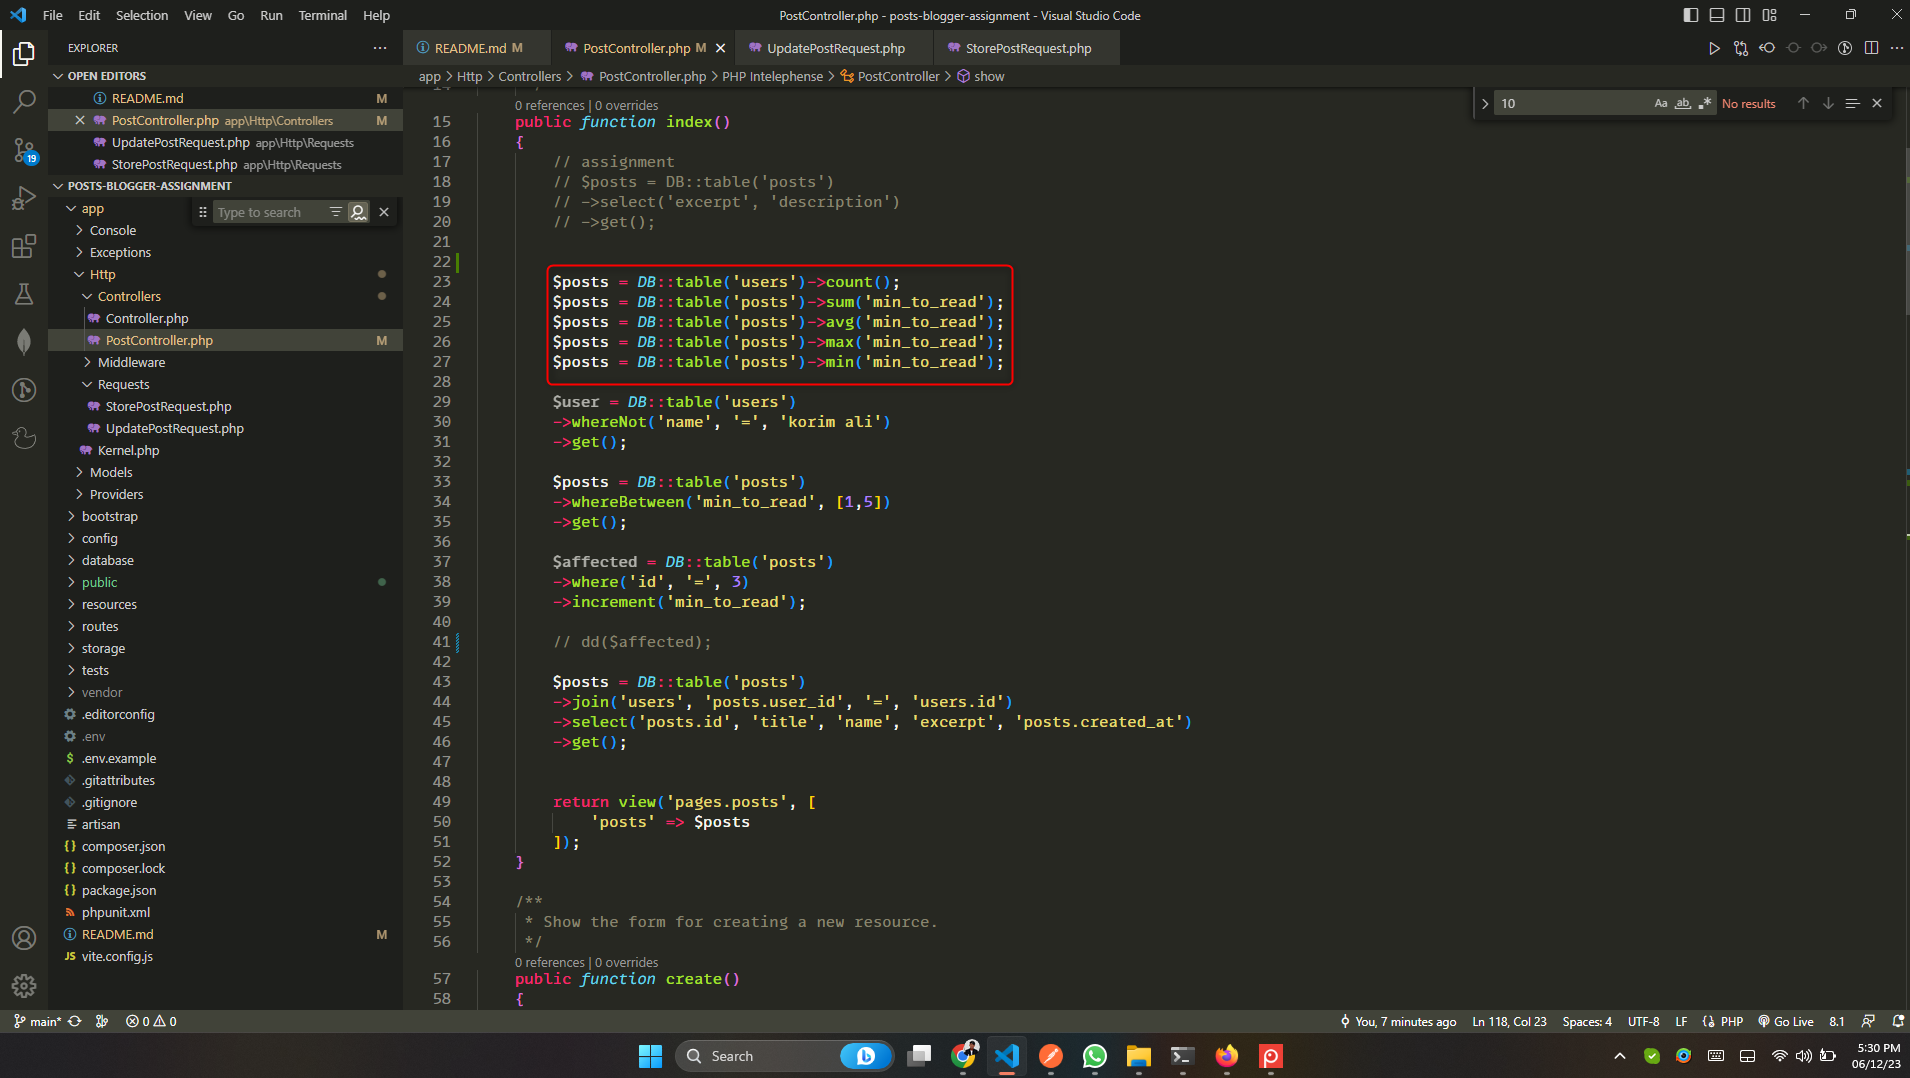 File Edit Selection View Go Run Terminal Help
PostController.php - posts-blogger-assignment - Visual Studio Code
EXPLORER
OPEN EDITORS
README.md M
PostController.php app\Http\Controllers M
UpdatePostRequest.php app\Http\Requests
StorePostRequest.php app\Http\Requests
POSTS-BLOGGER-ASSIGNMENT
app
Type to search
Console
Exceptions
Http
Controllers
Controller.php
PostController.php M
Middleware
Requests
StorePostRequest.php
UpdatePostRequest.php
Kernel.php
Models
Providers
bootstrap
config
database
public
resources
routes
storage
tests
vendor
.editorconfig
.env
.env.example
.gitattributes
.gitignore
artisan
composer.json
composer.lock
package.json
phpunit.xml
README.md M
vite.config.js
19
README.md M PostController.php M UpdatePostRequest.php StorePostRequest.php
app > Http > Controllers > PostController.php > PHP Intelephense > PostController > show
10 Aa ab No results
0 references | 0 overrides
15 public function index()
16 {
17 // assignment
18 // $posts = DB::table('posts')
19 // ->select('excerpt', 'description')
20 // ->get();
21
22
23 $posts = DB::table('users')->count();
24 $posts = DB::table('posts')->sum('min_to_read');
25 $posts = DB::table('posts')->avg('min_to_read');
26 $posts = DB::table('posts')->max('min_to_read');
27 $posts = DB::table('posts')->min('min_to_read');
28
29 $user = DB::table('users')
30 ->whereNot('name', '=', 'korim ali')
31 ->get();
32
33 $posts = DB::table('posts')
34 ->whereBetween('min_to_read', [1,5])
35 ->get();
36
37 $affected = DB::table('posts')
38 ->where('id', '=', 3)
39 ->increment('min_to_read');
40
41 // dd($affected);
42
43 $posts = DB::table('posts')
44 ->join('users', 'posts.user_id', '=', 'users.id')
45 ->select('posts.id', 'title', 'name', 'excerpt', 'posts.created_at')
46 ->get();
47
48
49 return view('pages.posts', [
50 'posts' => $posts
51 ]);
52 }
53
54 /**
55 * Show the form for creating a new resource.
56 */
0 references | 0 overrides
57 public function create()
58 {
main* 0 0
You, 7 minutes ago Ln 118, Col 23 Spaces: 4 UTF-8 LF PHP Go Live 8.1
Search
5:30 PM
06/12/23